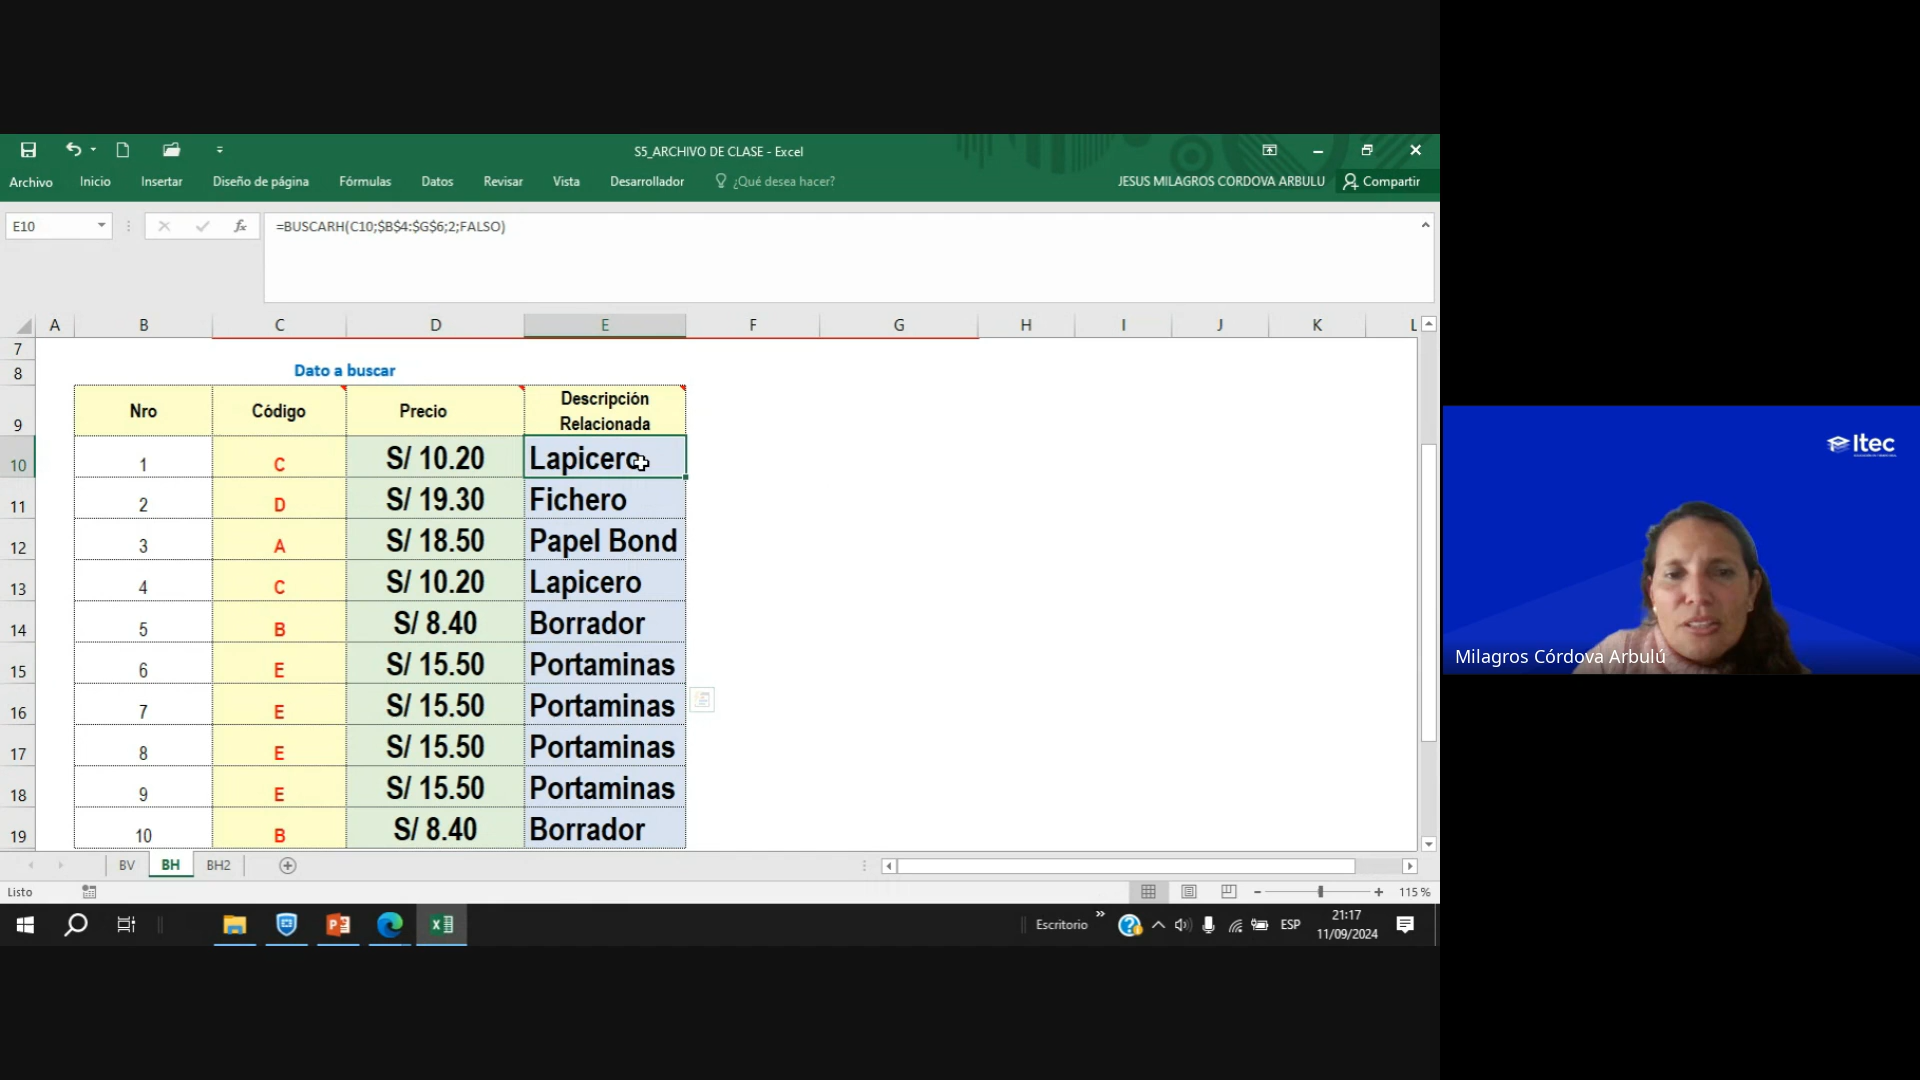 S5_ARCHIVO DE CLASE - Excel
Archivo Inicio Insertar Diseño de página Fórmulas Datos Revisar Vista Desarrollador ¿Qué desea hacer? JESUS MILAGROS CORDOVA ARBULU Compartir
E10 fx =BUSCARH(C10;$B$4:$G$6;2;FALSO)
A B C D E F G H I J K L
7
8 Dato a buscar
9 Nro Código Precio Descripción
Relacionada
10 1 C S/ 10.20 Lapicero
11 2 D S/ 19.30 Fichero
12 3 A S/ 18.50 Papel Bond
13 4 C S/ 10.20 Lapicero
14 5 B S/ 8.40 Borrador
15 6 E S/ 15.50 Portaminas
16 7 E S/ 15.50 Portaminas
17 8 E S/ 15.50 Portaminas
18 9 E S/ 15.50 Portaminas
19 10 B S/ 8.40 Borrador
BV BH BH2
Listo 115 %
Escritorio ESP 21:17
11/09/2024
Itec
Milagros Córdova Arbulú